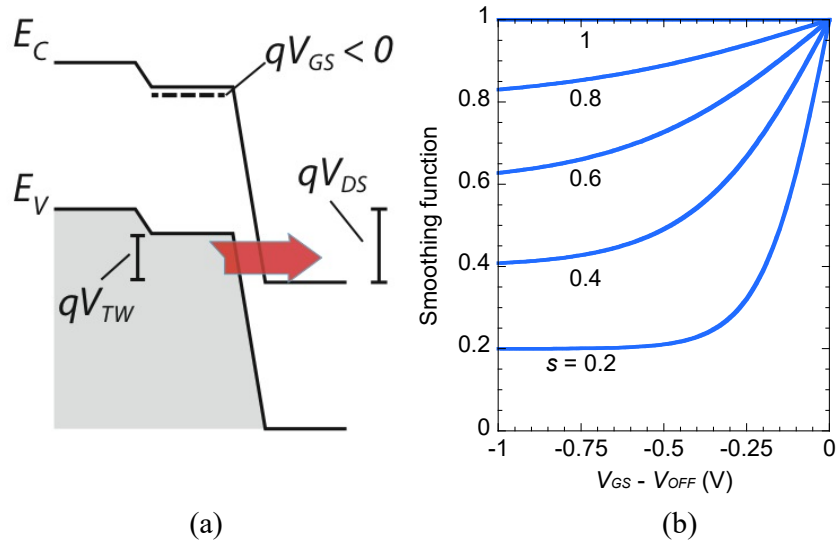 E_C
qV_GS < 0
E_V
qV_DS
qV_TW
(a)
Smoothing function
1
0.8
0.6
0.4
0.2
0
1
0.8
0.6
0.4
s = 0.2
-1
-0.75
-0.5
-0.25
0
V_GS - V_OFF (V)
(b)